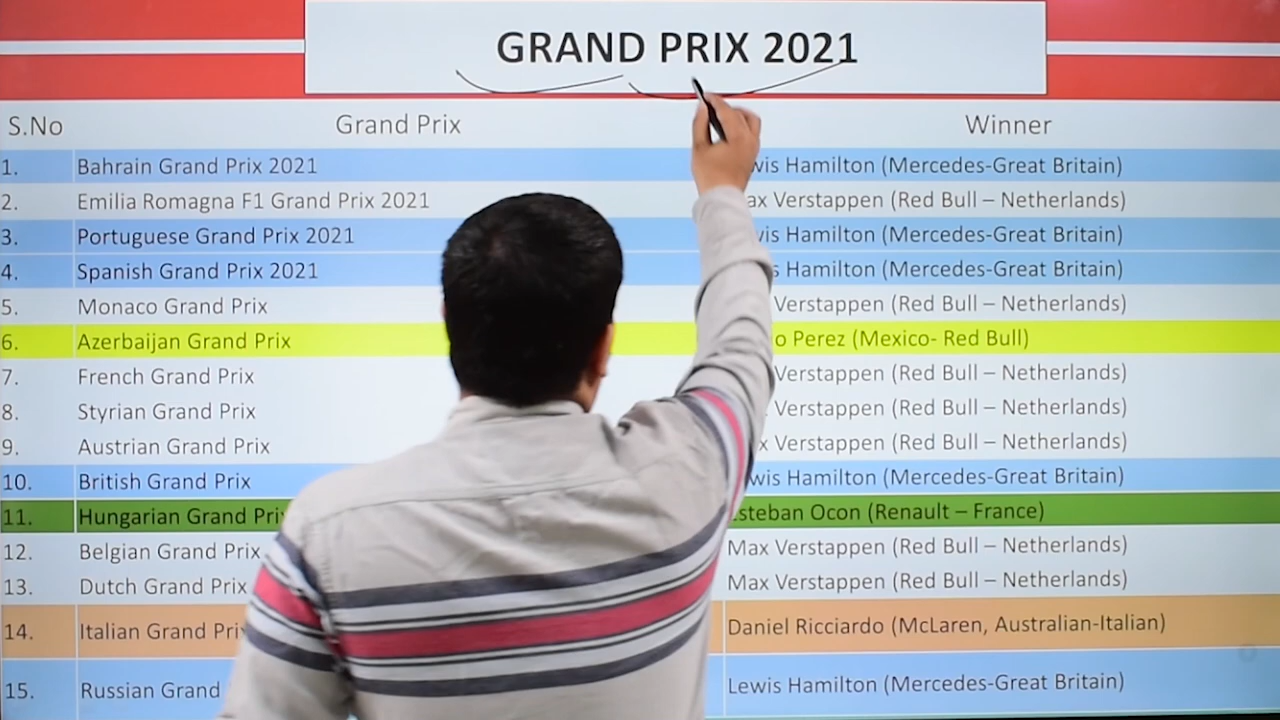 GRAND PRIX 2021
S.No Grand Prix Winner
1. Bahrain Grand Prix 2021 wis Hamilton (Mercedes-Great Britain)
2. Emilia Romagna F1 Grand Prix 2021 ax Verstappen (Red Bull – Netherlands)
3. Portuguese Grand Prix 2021 wis Hamilton (Mercedes-Great Britain)
4. Spanish Grand Prix 2021 s Hamilton (Mercedes-Great Britain)
5. Monaco Grand Prix Verstappen (Red Bull – Netherlands)
6. Azerbaijan Grand Prix o Perez (Mexico- Red Bull)
7. French Grand Prix Verstappen (Red Bull – Netherlands)
8. Styrian Grand Prix Verstappen (Red Bull – Netherlands)
9. Austrian Grand Prix x Verstappen (Red Bull – Netherlands)
10. British Grand Prix wis Hamilton (Mercedes-Great Britain)
11. Hungarian Grand Prix Esteban Ocon (Renault – France)
12. Belgian Grand Prix Max Verstappen (Red Bull – Netherlands)
13. Dutch Grand Prix Max Verstappen (Red Bull – Netherlands)
14. Italian Grand Prix Daniel Ricciardo (McLaren, Australian-Italian)
15. Russian Grand Lewis Hamilton (Mercedes-Great Britain)